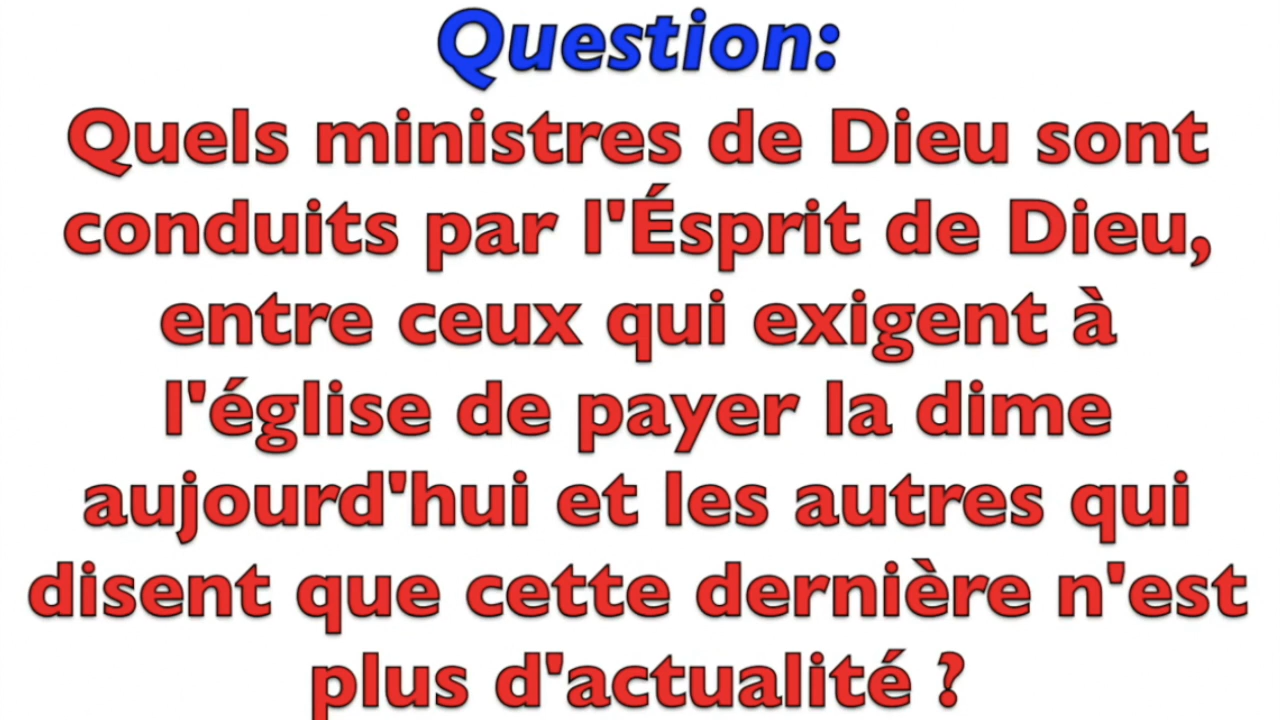 Question:
Quels ministres de Dieu sont
conduits par l'Ésprit de Dieu,
entre ceux qui exigent à
l'église de payer la dime
aujourd'hui et les autres qui
disent que cette dernière n'est
plus d'actualité ?